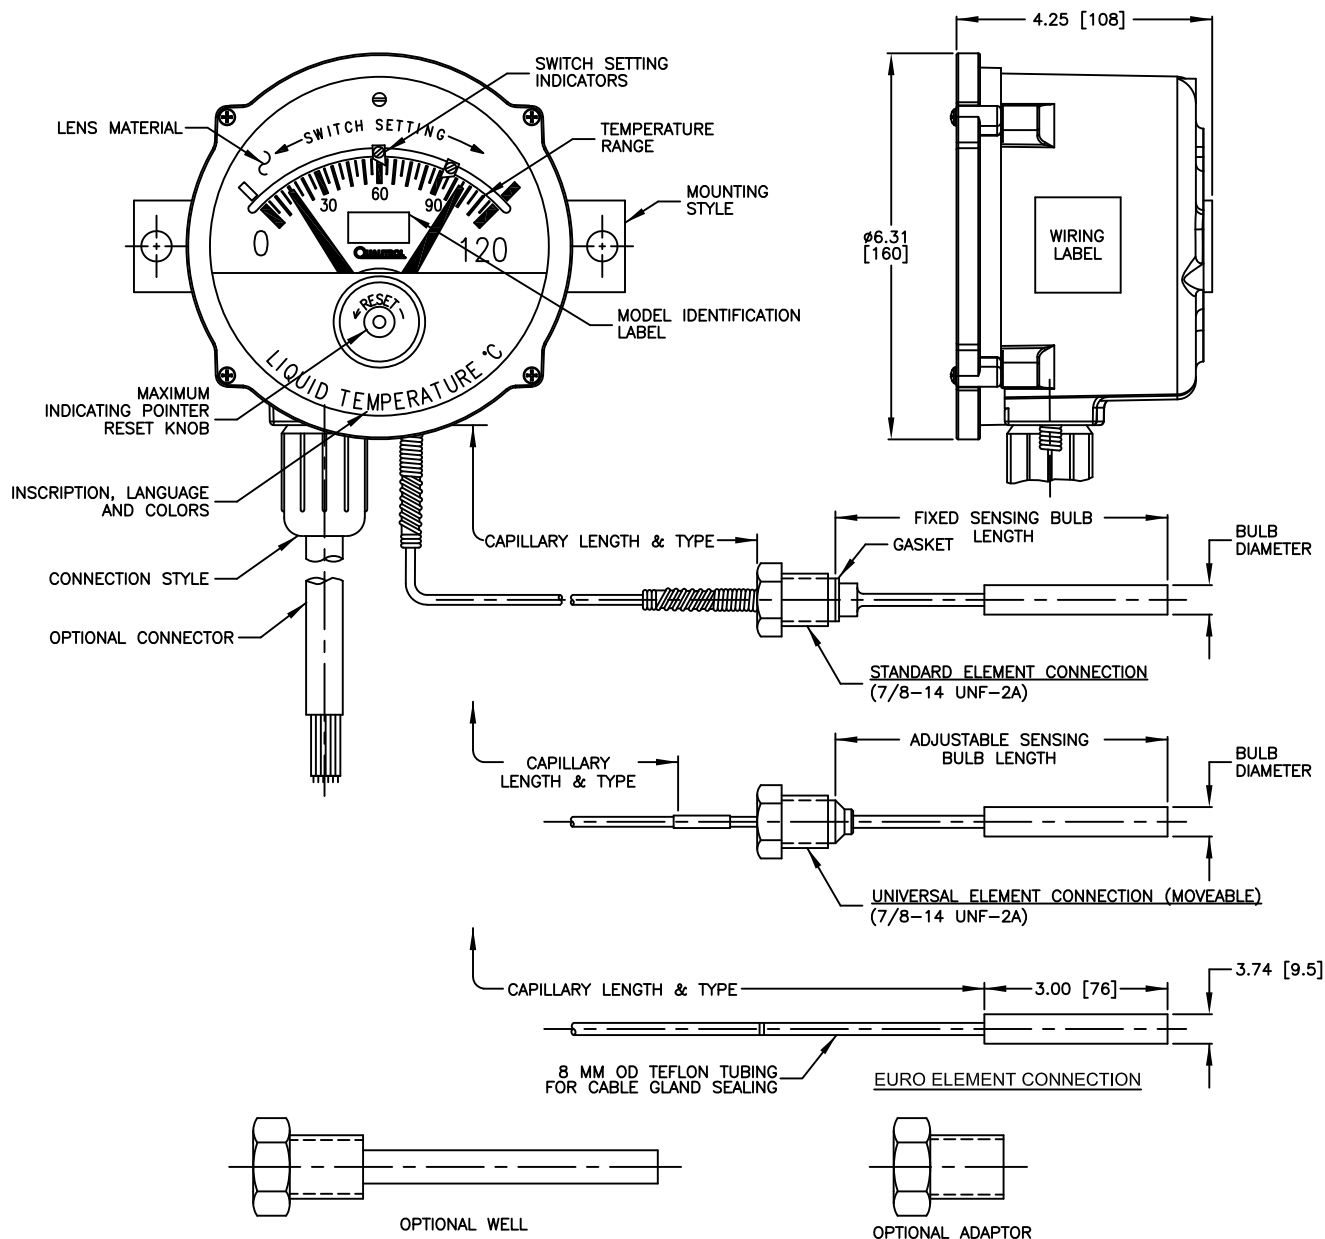 4.25 [108]
SWITCH SETTING
INDICATORS
LENS MATERIAL
SWITCH SETTING
TEMPERATURE
RANGE
MOUNTING
STYLE
30
60
90
0
120
QUALITROL
RESET
LIQUID TEMPERATURE °C
MODEL IDENTIFICATION
LABEL
ø6.31
[160]
WIRING
LABEL
MAXIMUM
INDICATING POINTER
RESET KNOB
INSCRIPTION, LANGUAGE
AND COLORS
CONNECTION STYLE
OPTIONAL CONNECTOR
CAPILLARY LENGTH & TYPE
FIXED SENSING BULB
LENGTH
GASKET
BULB
DIAMETER
STANDARD ELEMENT CONNECTION
(7/8-14 UNF-2A)
CAPILLARY
LENGTH & TYPE
ADJUSTABLE SENSING
BULB LENGTH
BULB
DIAMETER
UNIVERSAL ELEMENT CONNECTION (MOVEABLE)
(7/8-14 UNF-2A)
CAPILLARY LENGTH & TYPE
3.00 [76]
3.74 [9.5]
8 MM OD TEFLON TUBING
FOR CABLE GLAND SEALING
EURO ELEMENT CONNECTION
OPTIONAL WELL
OPTIONAL ADAPTOR